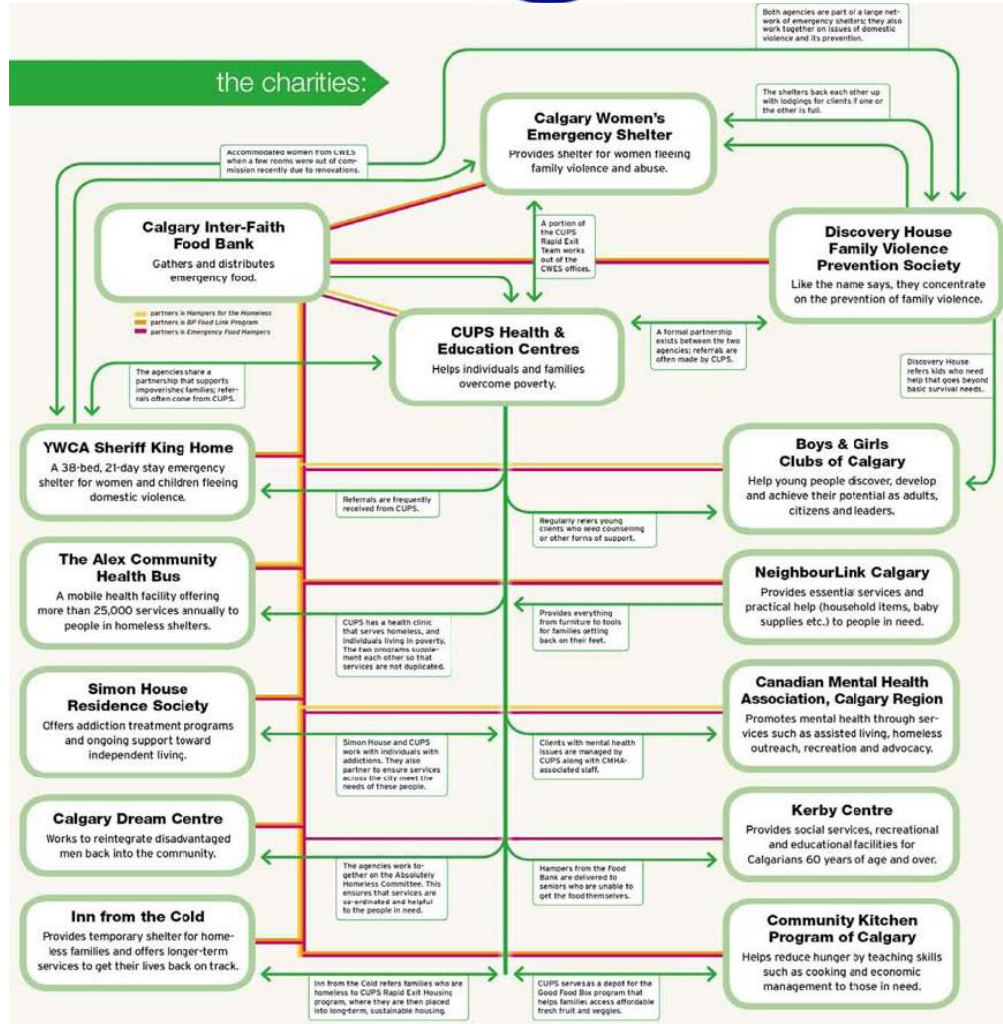 the charities:
Both agencies are part of a large net-
work of emergency shelters; they also
work together on issues of domestic
violence and its prevention.
The shelters back each other up
with lodgings for clients if one or
the other is full.
Calgary Women's
Emergency Shelter
Provides shelter for women fleeing
family violence and abuse.
Accommodated women from CWES
when a few rooms were out of com-
mission recently due to renovations.
Calgary Inter-Faith
Food Bank
Gathers and distributes
emergency food.
A portion of
the CUPS
Rapid Exit
Team works
out of the
CWES offices.
Discovery House
Family Violence
Prevention Society
Like the name says, they concentrate
on the prevention of family violence.
partners in Hampers for the Homeless
partners in BP Food Link Program
partners in Emergency Food Hampers
CUPS Health &
Education Centres
Helps individuals and families
overcome poverty.
A formal partnership
exists between the two
agencies; referrals are
often made by CUPS.
The agencies share a
partnership that supports
impoverished families; refer-
rals often come from CUPS.
Discovery House
refers kids who need
help that goes beyond
basic survival needs.
YWCA Sheriff King Home
A 38-bed, 21-day stay emergency
shelter for women and children fleeing
domestic violence.
Boys & Girls
Clubs of Calgary
Help young people discover, develop
and achieve their potential as adults,
citizens and leaders.
Referrals are frequently
received from CUPS.
Regularly refers young
clients who need counselling
or other forms of support.
The Alex Community
Health Bus
A mobile health facility offering
more than 25,000 services annually to
people in homeless shelters.
NeighbourLink Calgary
Provides essential services and
practical help (household items, baby
supplies etc.) to people in need.
CUPS has a health clinic
that serves homeless, and
individuals living in poverty.
The two programs supple-
ment each other so that
services are not duplicated.
Provides everything
from furniture to tools
for families getting
back on their feet.
Simon House
Residence Society
Offers addiction treatment programs
and ongoing support toward
independent living.
Canadian Mental Health
Association, Calgary Region
Promotes mental health through ser-
vices such as assisted living, homeless
outreach, recreation and advocacy.
Simon House and CUPS
work with individuals with
addictions. They also
partner to ensure services
across the city meet the
needs of these people.
Clients with mental health
issues are managed by
CUPS along with CMHA-
associated staff.
Calgary Dream Centre
Works to reintegrate disadvantaged
men back into the community.
Kerby Centre
Provides social services, recreational
and educational facilities for
Calgarians 60 years of age and over.
The agencies work to-
gether on the Absolutely
Homeless Committee. This
ensures that services are
co-ordinated and helpful
to the people in need.
Hampers from the Food
Bank are delivered to
seniors who are unable to
get the food themselves.
Inn from the Cold
Provides temporary shelter for home-
less families and offers longer-term
services to get their lives back on track.
Community Kitchen
Program of Calgary
Helps reduce hunger by teaching skills
such as cooking and economic
management to those in need.
Inn from the Cold refers families who are
homeless to CUPS Rapid Exit Housing
program, where they are then placed
into long-term, sustainable housing.
CUPS serves as a depot for the
Good Food Box program that
helps families access affordable
fresh fruit and veggies.